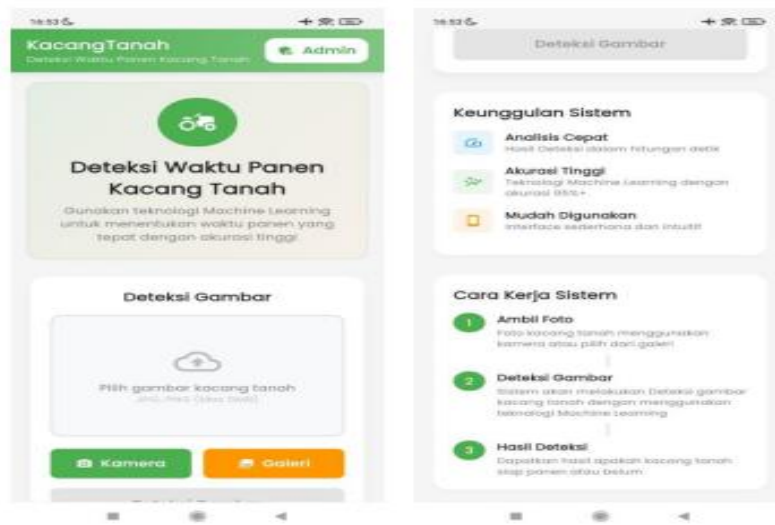 16:53
KacangTanah
Deteksi Waktu Panen Kacang Tanah
Admin
Deteksi Waktu Panen
Kacang Tanah
Gunakan teknologi Machine Learning
untuk menentukan waktu panen yang
tepat dengan akurasi tinggi
Deteksi Gambar
Pilih gambar kacang tanah
Kamera
Galeri
16:53
Deteksi Gambar
Keunggulan Sistem
Analisis Cepat
Hasil Deteksi dalam hitungan detik
Akurasi Tinggi
Teknologi Machine Learning dengan
akurasi 95%+
Mudah Digunakan
Interface sederhana dan intuitif
Cara Kerja Sistem
1
Ambil Foto
Foto kacang tanah menggunakan
kamera atau pilih dari galeri
2
Deteksi Gambar
Sistem akan melakukan Deteksi gambar
kacang tanah dengan menggunakan
teknologi Machine Learning
3
Hasil Deteksi
Dapatkan hasil apakah kacang tanah
siap panen atau belum